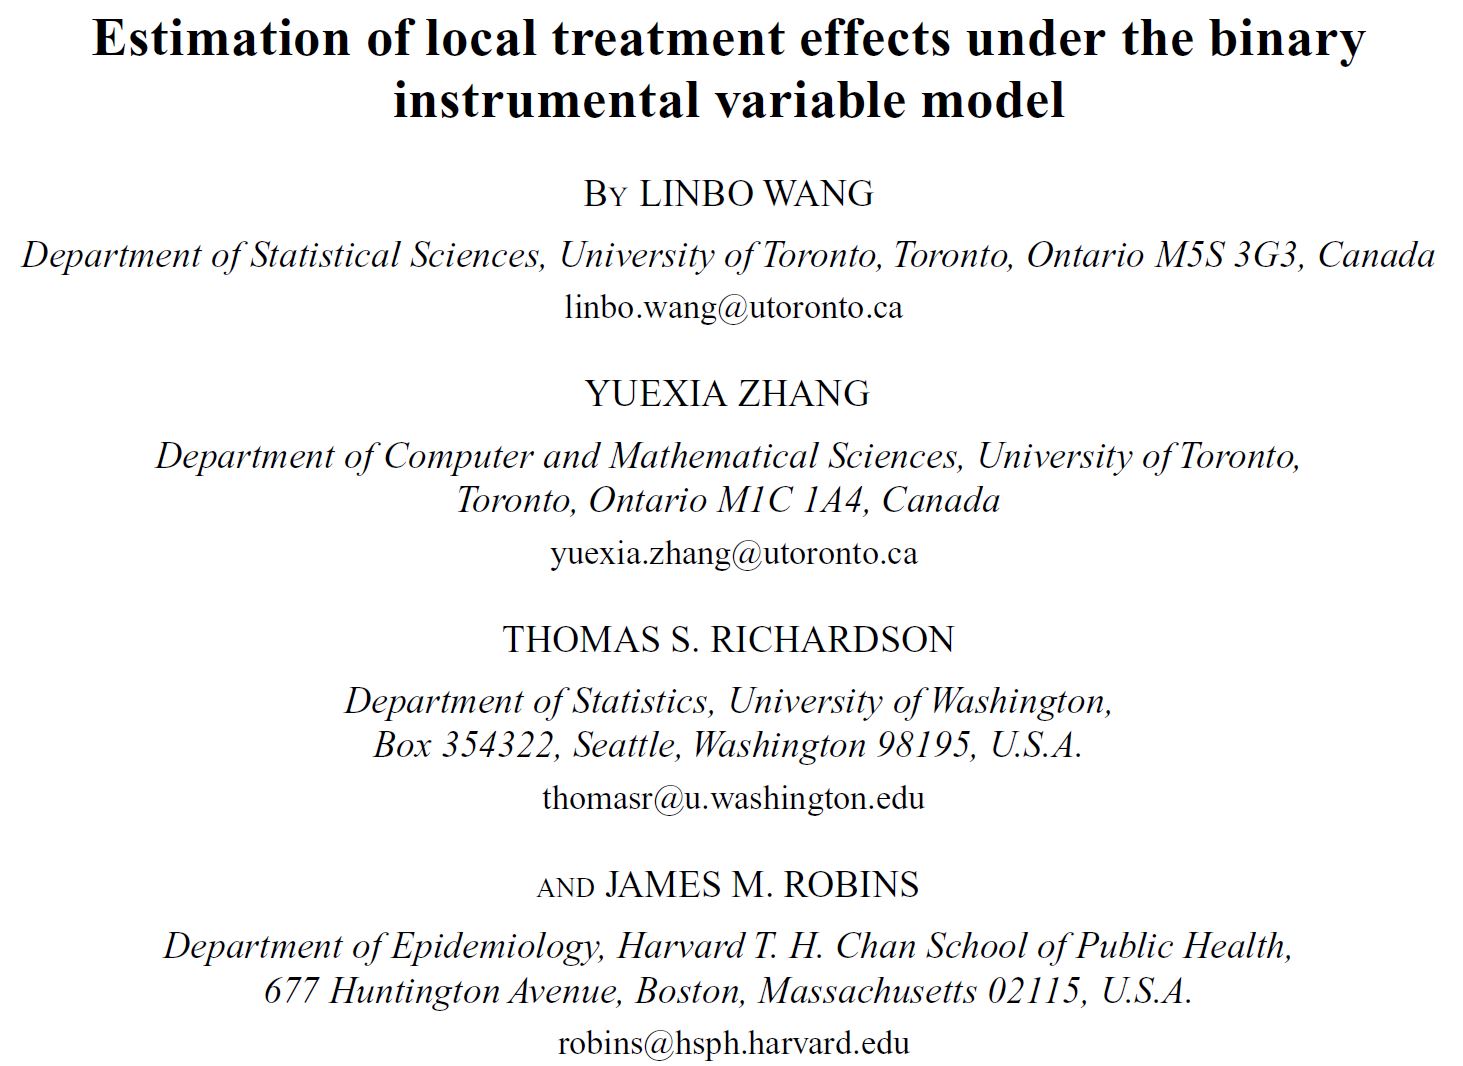 Estimation of local treatment effects under the binary
instrumental variable model
By LINBO WANG
Department of Statistical Sciences, University of Toronto, Toronto, Ontario M5S 3G3, Canada
linbo.wang@utoronto.ca
YUEXIA ZHANG
Department of Computer and Mathematical Sciences, University of Toronto,
Toronto, Ontario M1C 1A4, Canada
yuexia.zhang@utoronto.ca
THOMAS S. RICHARDSON
Department of Statistics, University of Washington,
Box 354322, Seattle, Washington 98195, U.S.A.
thomasr@u.washington.edu
AND JAMES M. ROBINS
Department of Epidemiology, Harvard T. H. Chan School of Public Health,
677 Huntington Avenue, Boston, Massachusetts 02115, U.S.A.
robins@hsph.harvard.edu